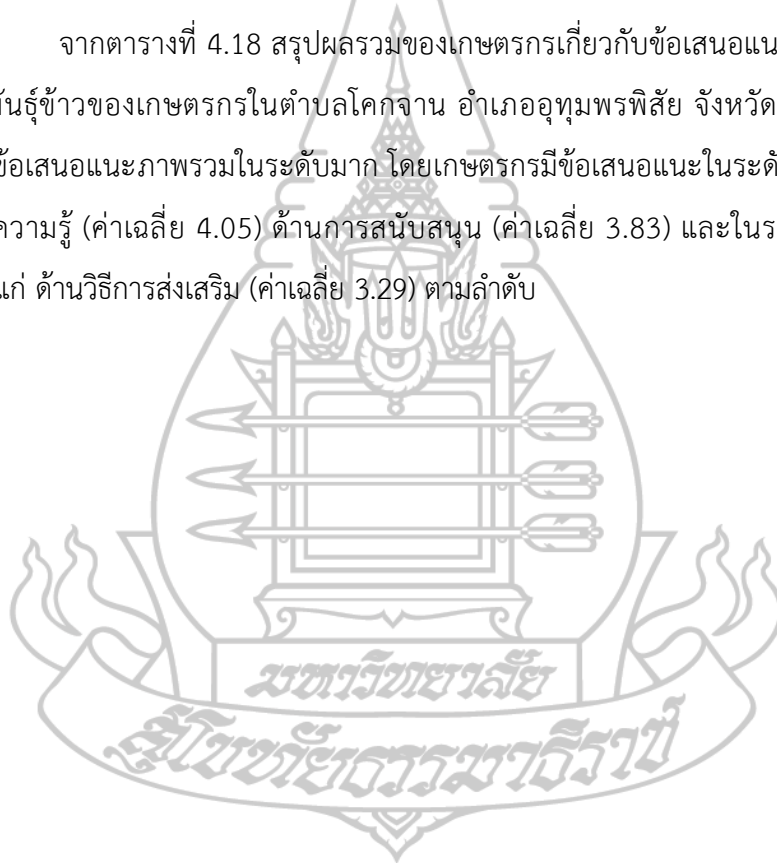 จากตารางที่ 4.18 สรุปผลรวมของเกษตรกรเกี่ยวกับข้อเสนอแน
พันธุ์ข้าวของเกษตรกรในตำบลโคกจาน อำเภออุทุมพรพิสัย จังหวัด
ข้อเสนอแนะภาพรวมในระดับมาก โดยเกษตรกรมีข้อเสนอแนะในระดั
ความรู้ (ค่าเฉลี่ย 4.05) ด้านการสนับสนุน (ค่าเฉลี่ย 3.83) และในร
แก่ ด้านวิธีการส่งเสริม (ค่าเฉลี่ย 3.29) ตามลำดับ
มหาวิทยาลัย
สุโขทัยธรรมาธิราช